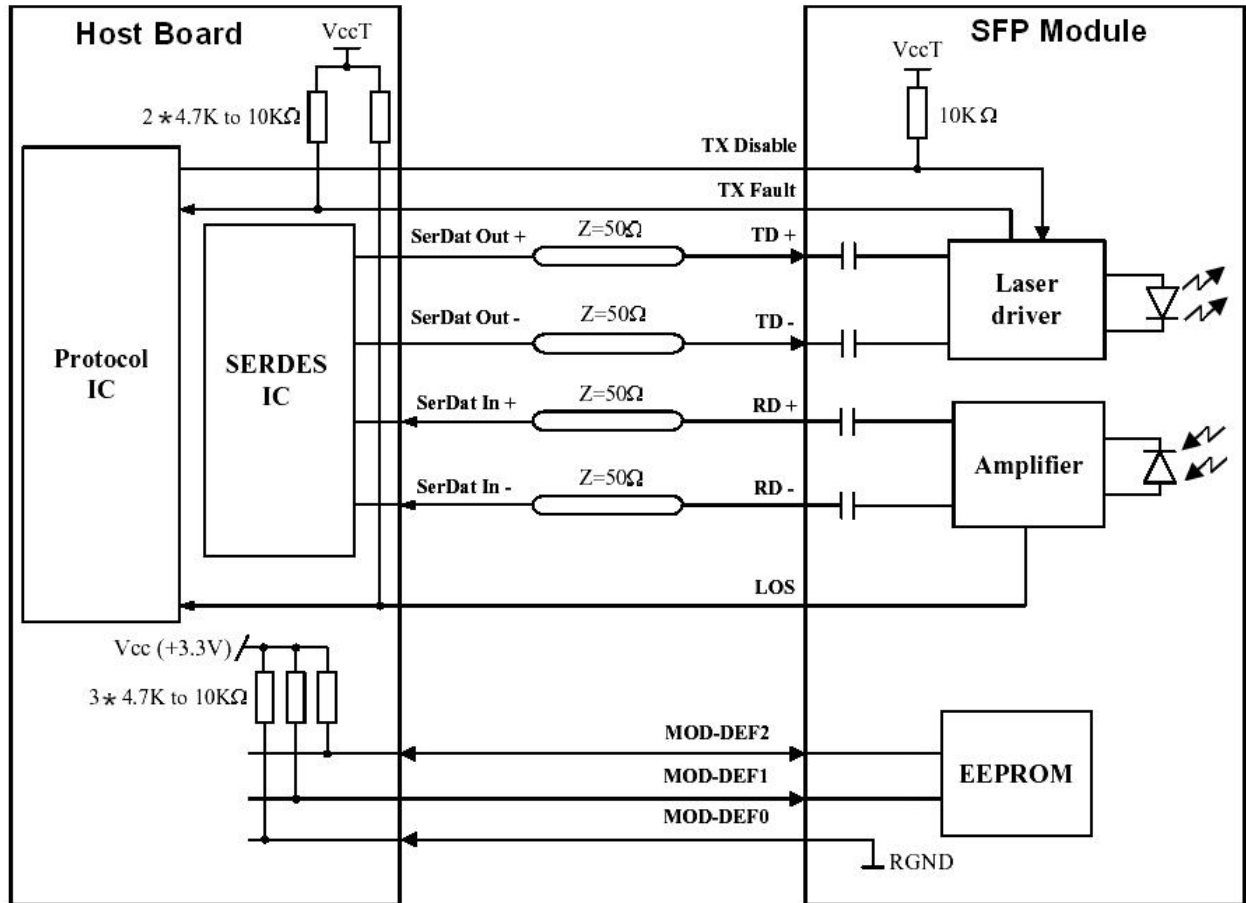 Host Board
SFP Module
VccT
VccT
2*4.7K to 10KΩ
10K Ω
TX Disable
TX Fault
SerDat Out +
Z=50Ω
TD +
Laser
driver
SerDat Out -
Z=50Ω
TD -
Protocol
IC
SERDES
IC
SerDat In +
Z=50Ω
RD +
Amplifier
SerDat In -
Z=50Ω
RD -
LOS
Vcc (+3.3V)
3* 4.7K to 10KΩ
MOD-DEF2
EEPROM
MOD-DEF1
MOD-DEF0
RGND